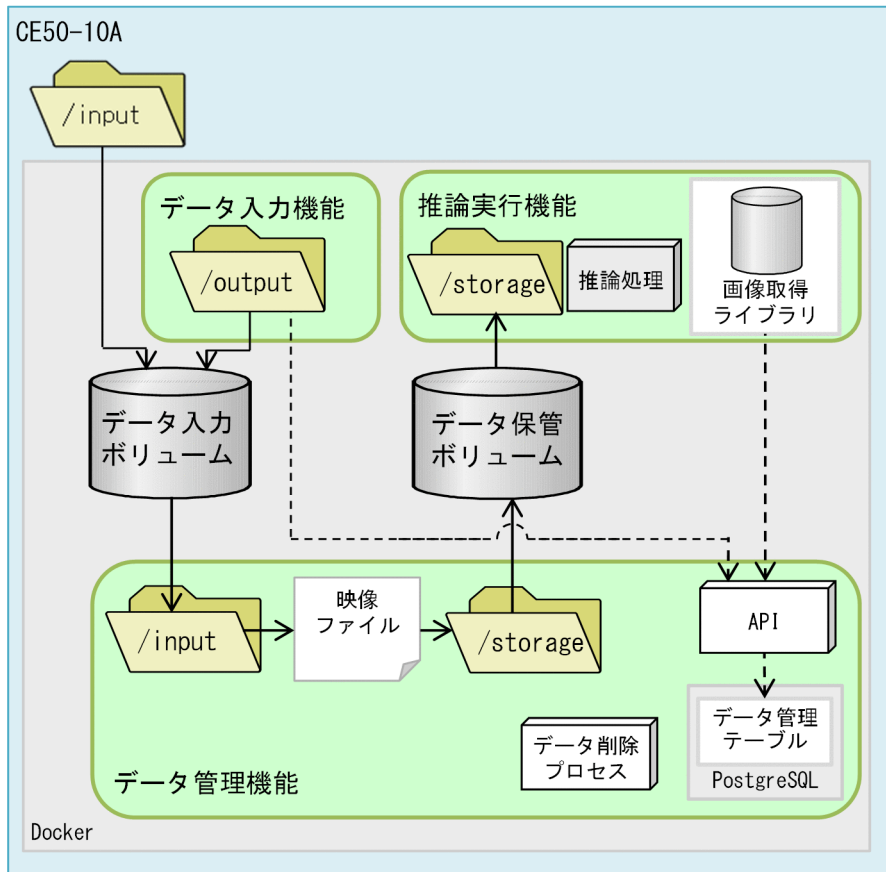 CE50-10A
/input
データ入力機能
/output
推論実行機能
/storage
推論処理
画像取得
ライブラリ
データ入力
ボリューム
データ保管
ボリューム
/input
映像
ファイル
/storage
API
データ管理
テーブル
PostgreSQL
データ削除
プロセス
データ管理機能
Docker